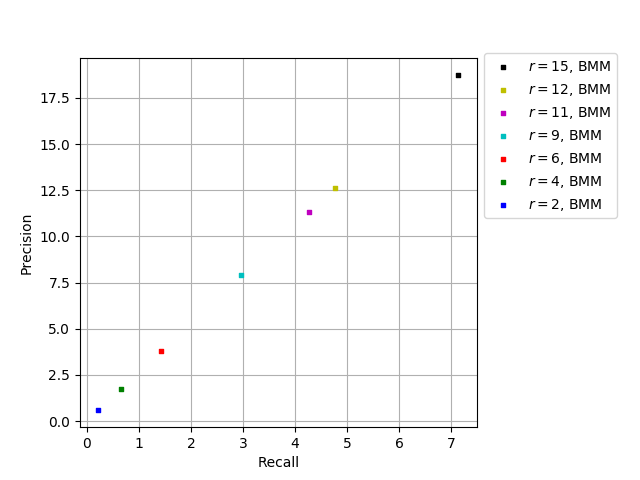 r = 15, BMM
r = 12, BMM
r = 11, BMM
r = 9, BMM
r = 6, BMM
r = 4, BMM
r = 2, BMM
Precision
17.5
15.0
12.5
10.0
7.5
5.0
2.5
0.0
0 1 2 3 4 5 6 7
Recall